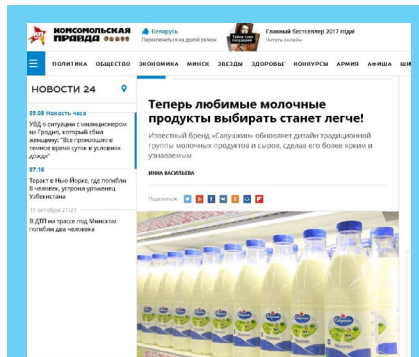 КОМСОМОЛЬСКАЯ
ПРАВДА
Беларусь
Переключиться на другой регион
Главный бестселлер 2017 года!
Читать онлайн
ПОЛИТИКА ОБЩЕСТВО ЭКОНОМИКА МИНСК ЗВЕЗДЫ ЗДОРОВЬЕ КОНКУРСЫ АРМИЯ АФИША
НОВОСТИ 24
09:08 Новость часа
УВД о ситуации с милиционером
из Гродно, который сбил
женщину: "Все произошло в
темное время суток в условиях
дождя"
07:16
Теракт в Нью-Йорке, где погибли
8 человек, устроил уроженец
Узбекистана
31 октября 21:27
В ДТП на трассе под Минском
погибли два человека
Теперь любимые молочные
продукты выбирать станет легче!
Известный бренд «Савушкин» обновляет дизайн традиционной
группы молочных продуктов и сыров, сделав его более ярким и
узнаваемым
ИННА ВАСИЛЬЕВА
Поделиться: